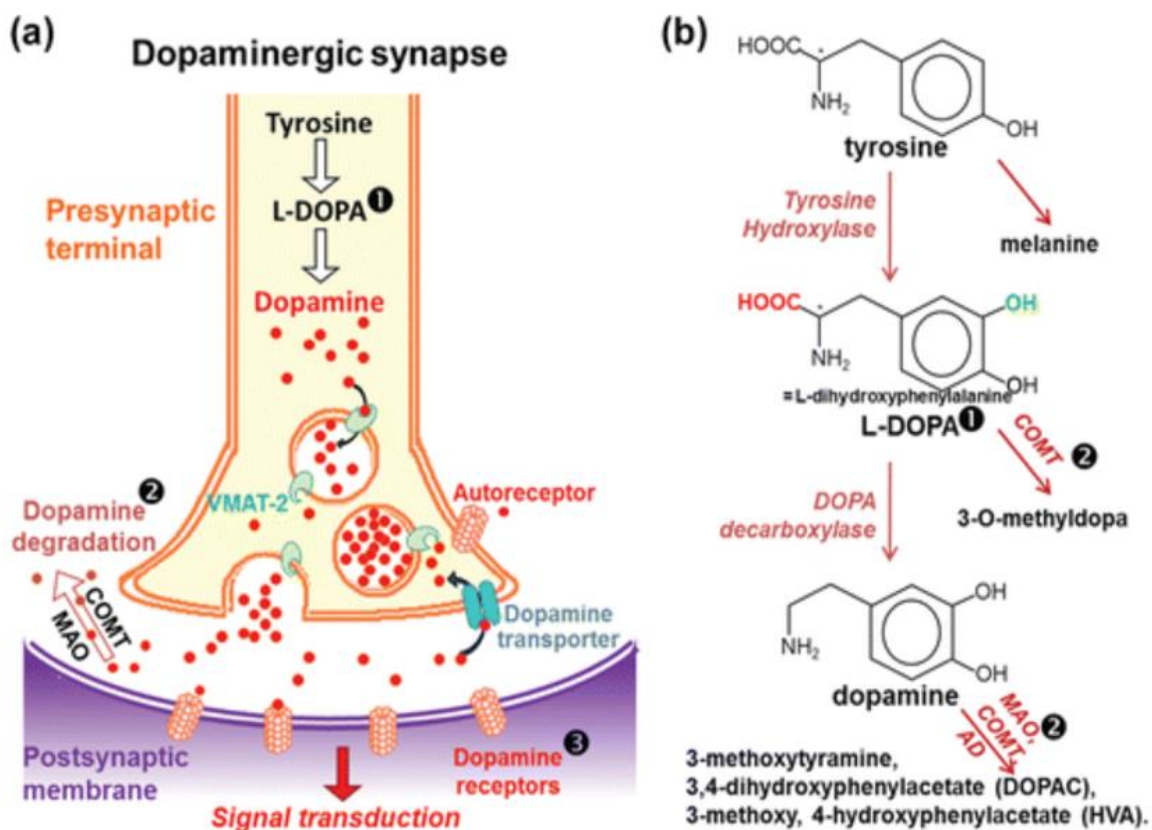 (a)
Dopaminergic synapse
Tyrosine
L-DOPA❶
Presynaptic
terminal
Dopamine
VMAT-2
Autoreceptor
❷
Dopamine
degradation
COMT
MAO
Dopamine
transporter
Postsynaptic
membrane
Dopamine❸
receptors
Signal transduction
(b)
HOOC
*
NH₂
OH
tyrosine
Tyrosine
Hydroxylase
melanine
HOOC
*
OH
NH₂
OH
=L-dihydroxyphenylalanine
L-DOPA❶
COMT ❷
DOPA
decarboxylase
3-O-methyldopa
OH
NH₂
OH
dopamine
MAO, ❷
COMT,
AD
3-methoxytyramine,
3,4-dihydroxyphenylacetate (DOPAC),
3-methoxy, 4-hydroxyphenylacetate (HVA).